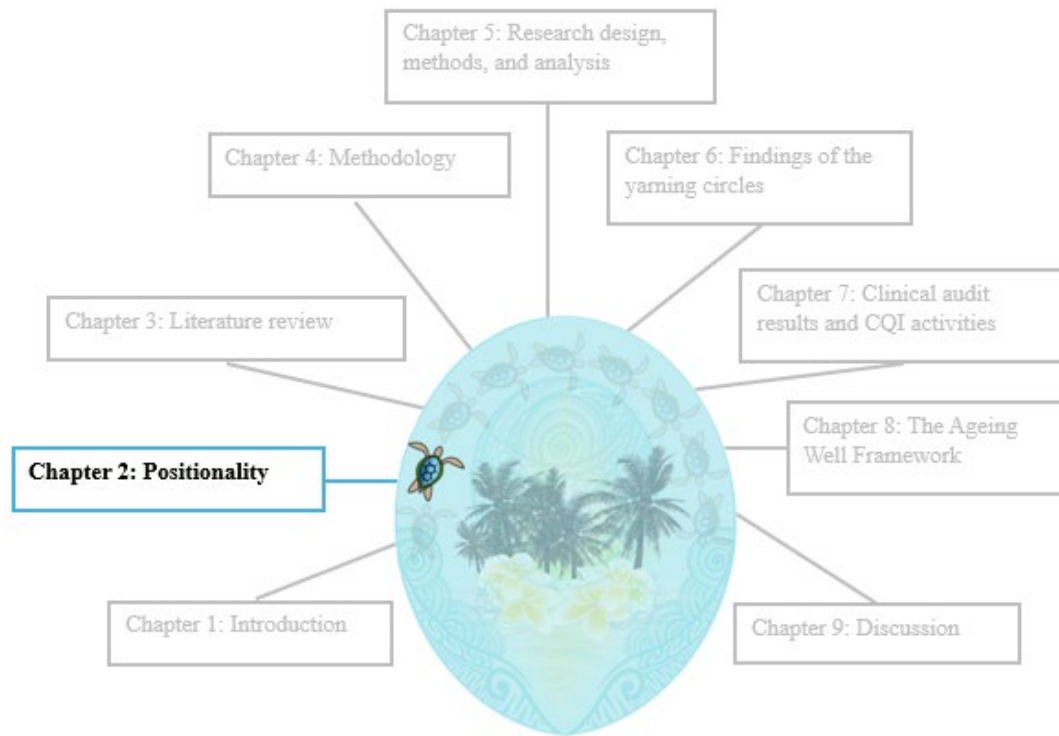 Chapter 5: Research design,
methods, and analysis
Chapter 4: Methodology
Chapter 6: Findings of the
yarning circles
Chapter 3: Literature review
Chapter 7: Clinical audit
results and CQI activities
Chapter 8: The Ageing
Well Framework
Chapter 2: Positionality
Chapter 1: Introduction
Chapter 9: Discussion